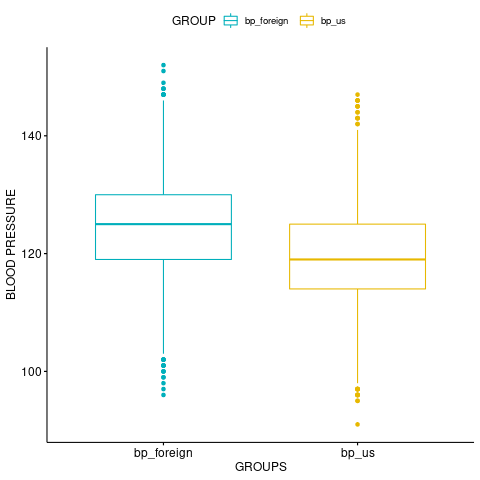 GROUP bp_foreign bp_us
BLOOD PRESSURE
140
120
100
bp_foreign bp_us
GROUPS